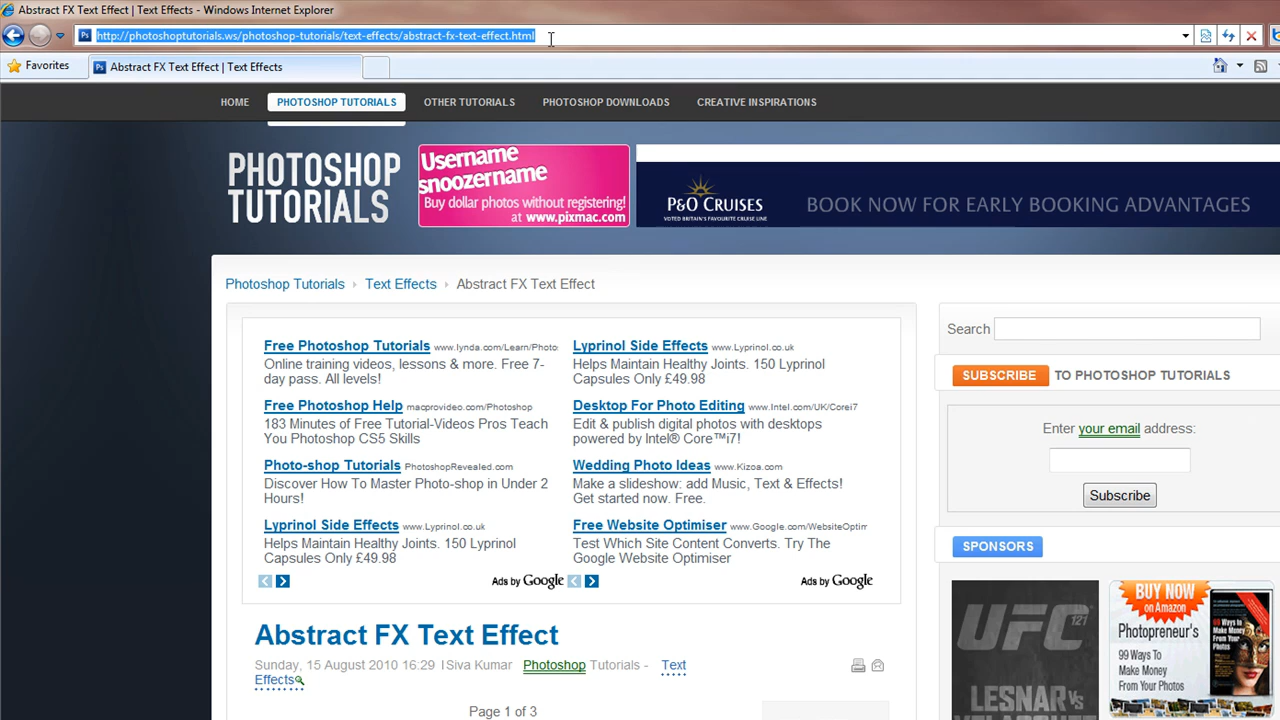 Abstract FX Text Effect | Text Effects - Windows Internet Explorer
http://photoshoptutorials.ws/photoshop-tutorials/text-effects/abstract-fx-text-effect.html
Favorites
Abstract FX Text Effect | Text Effects
HOME PHOTOSHOP TUTORIALS OTHER TUTORIALS PHOTOSHOP DOWNLOADS CREATIVE INSPIRATIONS
PHOTOSHOP
TUTORIALS
Username
snoozername
Buy dollar photos without registering!
at www.pixmac.com
P&O CRUISES
VOTED BRITAIN'S FAVOURITE CRUISE LINE
BOOK NOW FOR EARLY BOOKING ADVANTAGES
Photoshop Tutorials Text Effects Abstract FX Text Effect
Free Photoshop Tutorials www.lynda.com/Learn/Photo
Online training videos, lessons & more. Free 7-
day pass. All levels!
Lyprinol Side Effects www.Lyprinol.co.uk
Helps Maintain Healthy Joints. 150 Lyprinol
Capsules Only £49.98
Free Photoshop Help macprovideo.com/Photoshop
183 Minutes of Free Tutorial-Videos Pros Teach
You Photoshop CS5 Skills
Desktop For Photo Editing www.Intel.com/UK/Corei7
Edit & publish digital photos with desktops
powered by Intel® Core™i7!
Photo-shop Tutorials PhotoshopRevealed.com
Discover How To Master Photo-shop in Under 2
Hours!
Wedding Photo Ideas www.Kizoa.com
Make a slideshow: add Music, Text & Effects!
Get started now. Free.
Lyprinol Side Effects www.Lyprinol.co.uk
Helps Maintain Healthy Joints. 150 Lyprinol
Capsules Only £49.98
Free Website Optimiser www.Google.com/WebsiteOptim
Test Which Site Content Converts. Try The
Google Website Optimiser
Ads by Google
Ads by Google
Abstract FX Text Effect
Sunday, 15 August 2010 16:29 | Siva Kumar Photoshop Tutorials - Text
Effects
Page 1 of 3
Search
SUBSCRIBE TO PHOTOSHOP TUTORIALS
Enter your email address:
Subscribe
SPONSORS
UFC 121
LESNAR VS
BUY NOW
on Amazon
Photopreneur's
99 Ways
To Make
Money
From Your
Photos